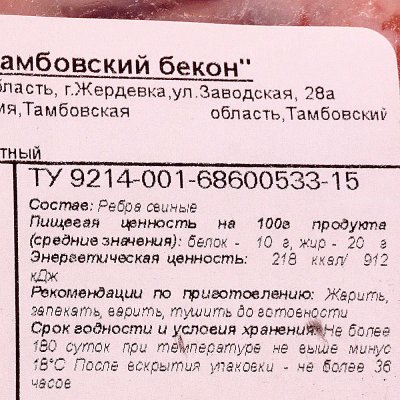 амбовский бекон"
бласть, г.Жердевка,ул.Заводская, 28а
ия,Тамбовская область,Тамбовский
тный
ТУ 9214-001-68600533-15
Состав: Ребра свиные
Пищевая ценность на 100г продукта
(средние значения): белок - 10 г, жир - 20 г
Энергетическая ценность: 218 ккал/ 912
кДж
Рекомендации по приготовлению: Жарить,
запекать, варить, тушить до готовности
Срок годности и условия хранения: Не более
180 суток при температуре не выше минус
18°С После вскрытия упаковки - не более 36
часов